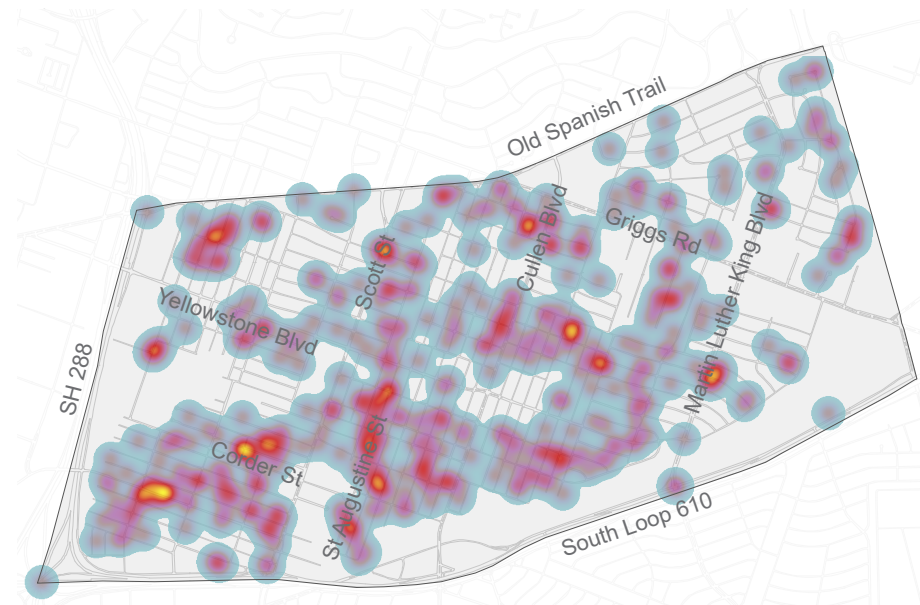 Old Spanish Trail
Cullen Blvd
Griggs Rd
Scott St
Martin Luther King Blvd
Yellowstone Blvd
SH 288
Corder St
St Augustine St
South Loop 610